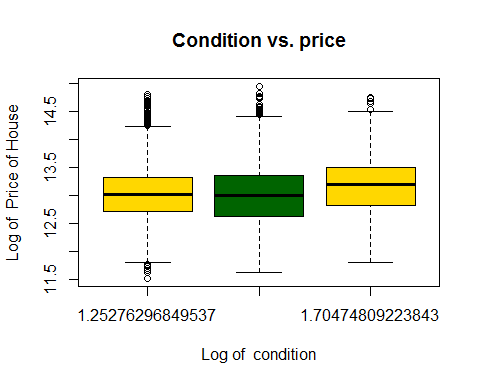 Condition vs. price
Log of  Price of House
14.5
13.5
12.5
11.5
1.25276296849537
1.70474809223843
Log of  condition